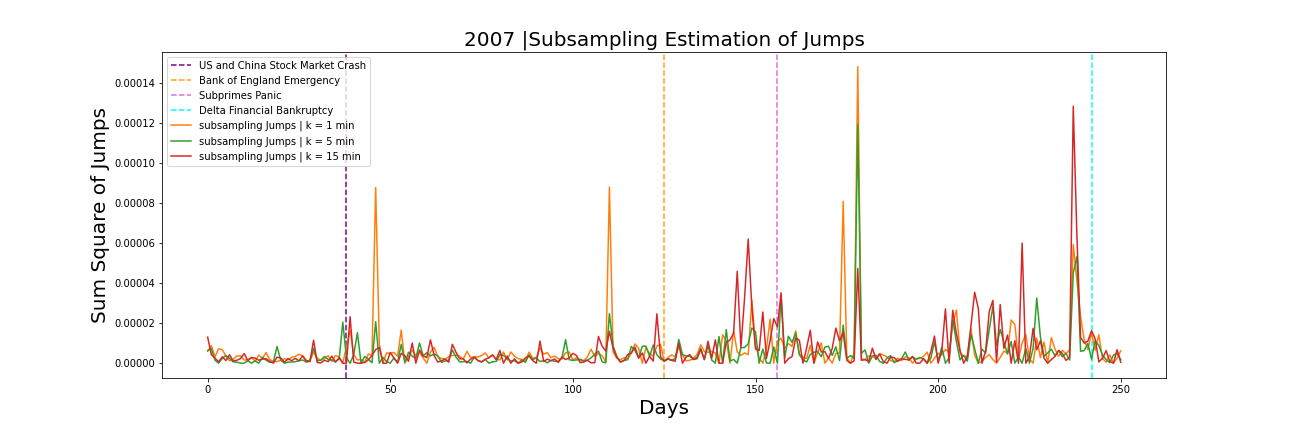 2007 |Subsampling Estimation of Jumps
US and China Stock Market Crash
Bank of England Emergency
Subprimes Panic
Delta Financial Bankruptcy
subsampling Jumps | k = 1 min
subsampling Jumps | k = 5 min
subsampling Jumps | k = 15 min
Sum Square of Jumps
0.00014
0.00012
0.00010
0.00008
0.00006
0.00004
0.00002
0.00000
0 50 100 150 200 250
Days